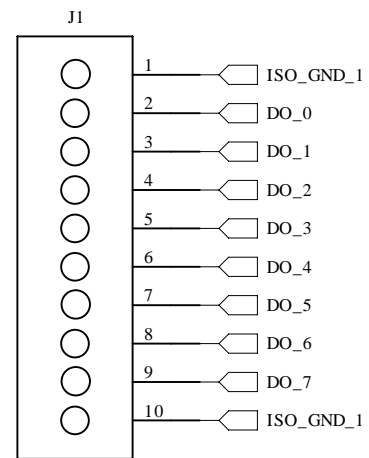 J1
1 ISO_GND_1
2 DO_0
3 DO_1
4 DO_2
5 DO_3
6 DO_4
7 DO_5
8 DO_6
9 DO_7
10 ISO_GND_1